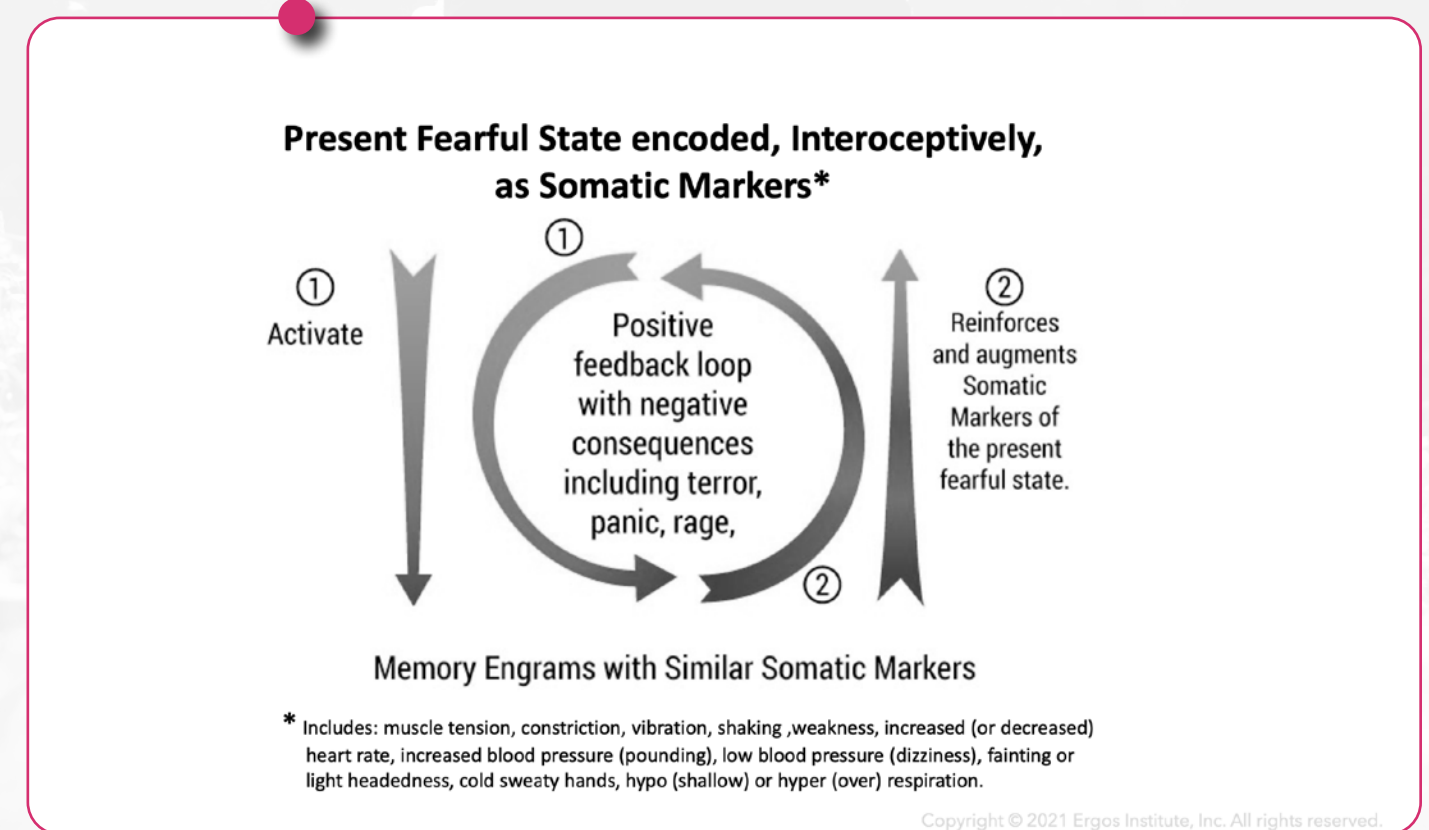 Present Fearful State encoded, Interoceptively,
as Somatic Markers*
①
Activate
①
Positive
feedback loop
with negative
consequences
including terror,
panic, rage,
②
②
Reinforces
and augments
Somatic
Markers of
the present
fearful state.
Memory Engrams with Similar Somatic Markers
* Includes: muscle tension, constriction, vibration, shaking ,weakness, increased (or decreased)
heart rate, increased blood pressure (pounding), low blood pressure (dizziness), fainting or
light headedness, cold sweaty hands, hypo (shallow) or hyper (over) respiration.
Copyright © 2021 Ergos Institute, Inc. All rights reserved.